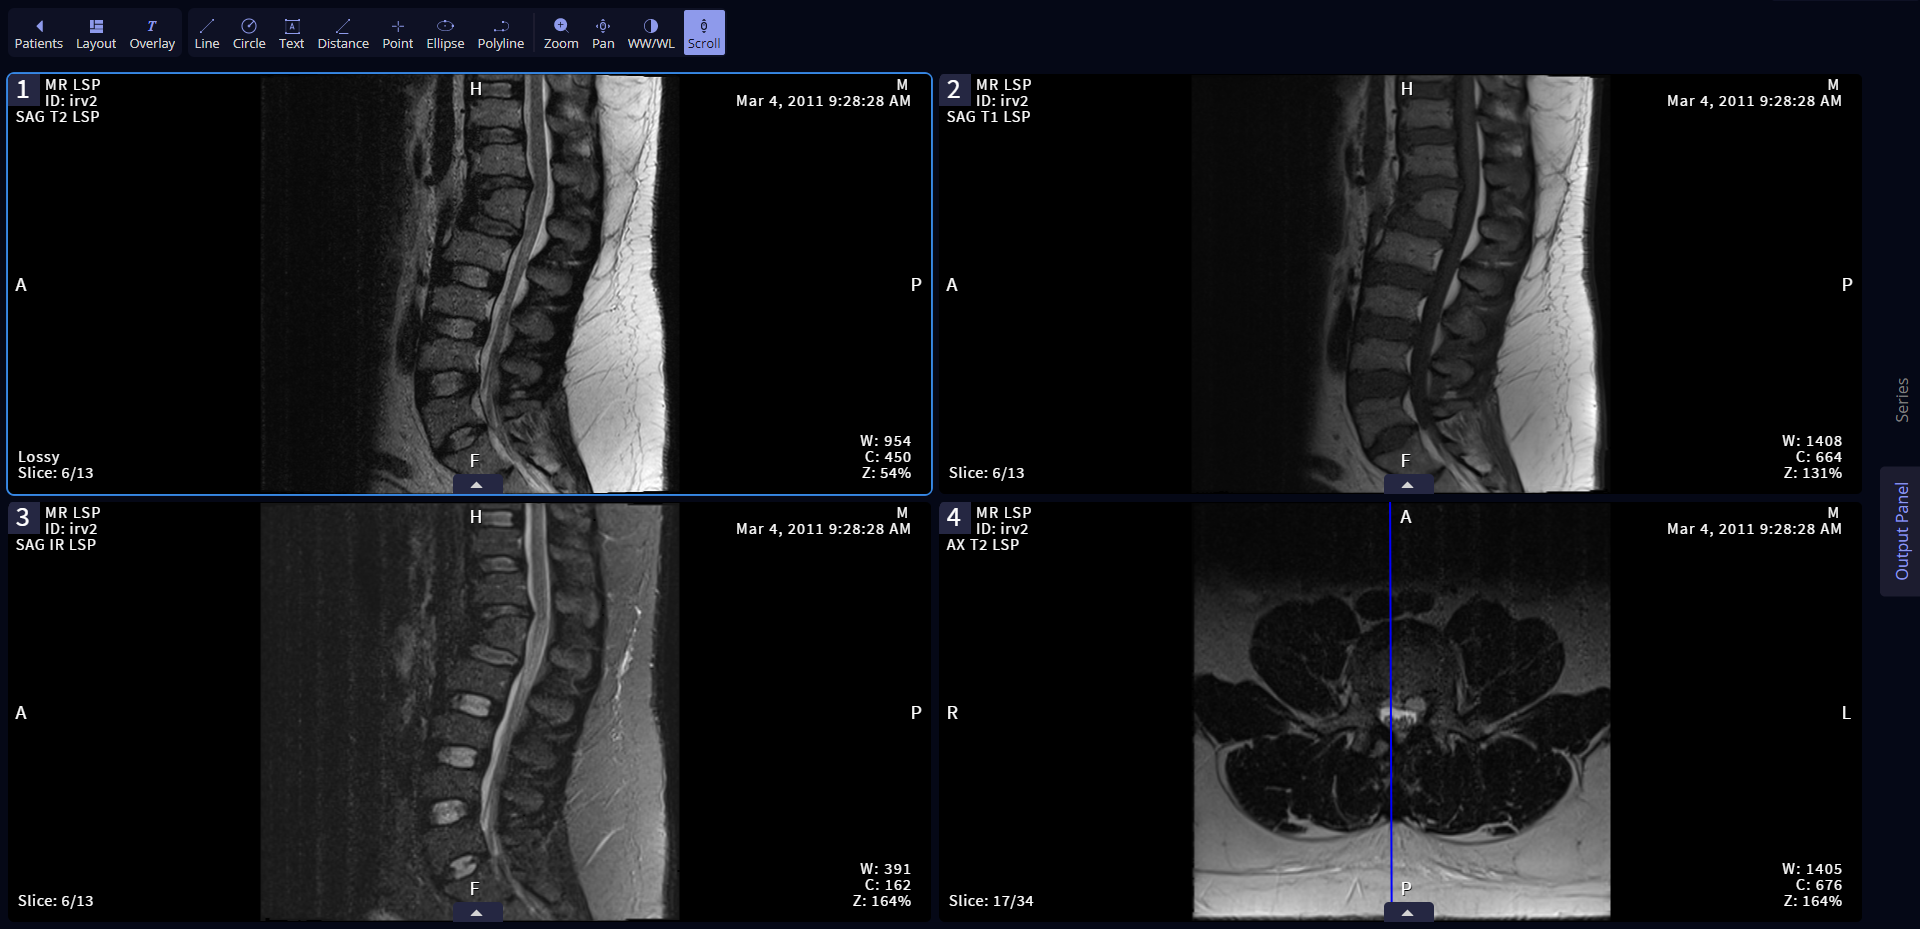 Patients Layout Overlay Line Circle Text Distance Point Ellipse Polyline Zoom Pan WW/WL Scroll
1
MR LSP
ID: irv2
SAG T2 LSP
H
M
Mar 4, 2011 9:28:28 AM
A
P
Lossy
Slice: 6/13
F
W: 954
C: 450
Z: 54%
2
MR LSP
ID: irv2
SAG T1 LSP
H
M
Mar 4, 2011 9:28:28 AM
A
P
Slice: 6/13
F
W: 1408
C: 664
Z: 131%
3
MR LSP
ID: irv2
SAG IR LSP
H
M
Mar 4, 2011 9:28:28 AM
A
P
Slice: 6/13
F
W: 391
C: 162
Z: 164%
4
MR LSP
ID: irv2
AX T2 LSP
A
M
Mar 4, 2011 9:28:28 AM
R
L
Slice: 17/34
P
W: 1405
C: 676
Z: 164%
Series
Output Panel